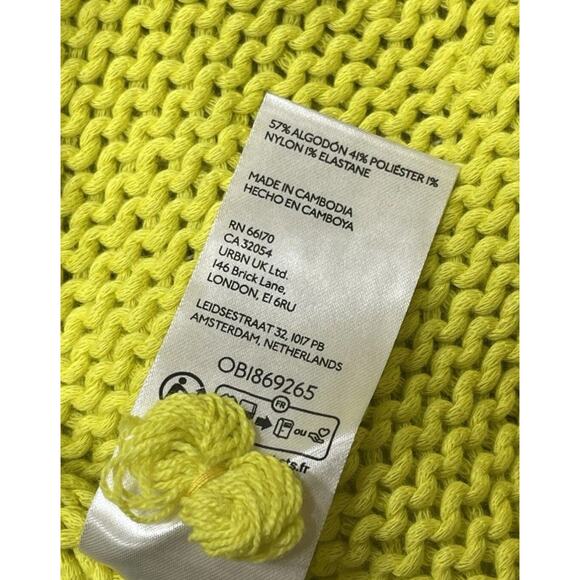 57% ALGODÓN 41% POLIÉSTER 1%
NYLON 1% ELASTANE
MADE IN CAMBODIA
HECHO EN CAMBOYA
RN 66170
CA 32054
URBN UK Ltd.
146 Brick Lane,
LONDON, E1 6RU
LEIDSESTRAAT 32, 1017 PB
AMSTERDAM, NETHERLANDS
OB1869265
FR
ou